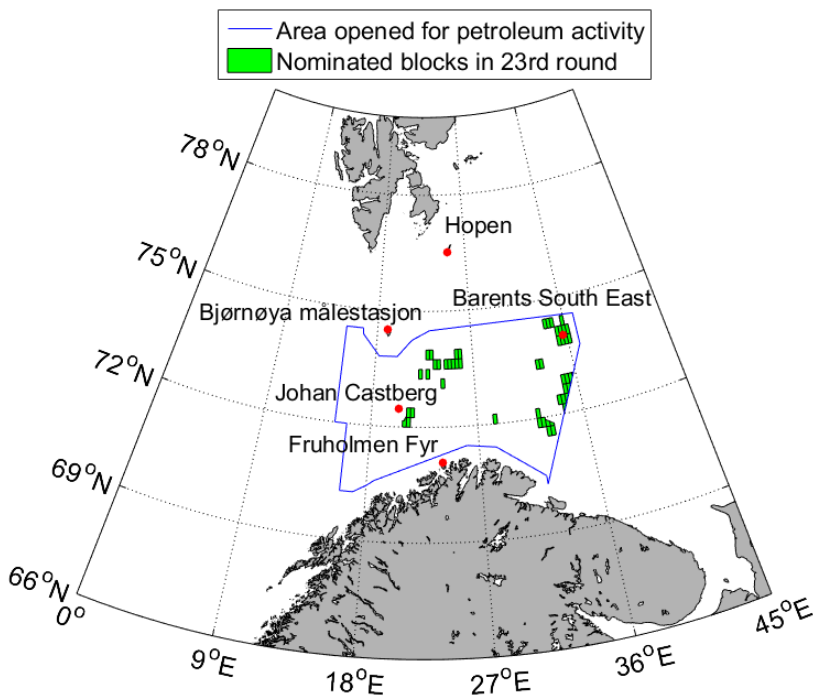 Area opened for petroleum activity
Nominated blocks in 23rd round
78°N
Hopen
75°N
Barents South East
Bjørnøya målestasjon
72°N
Johan Castberg
Fruholmen Fyr
69°N
66°N
0°
45°E
9°E
36°E
18°E
27°E